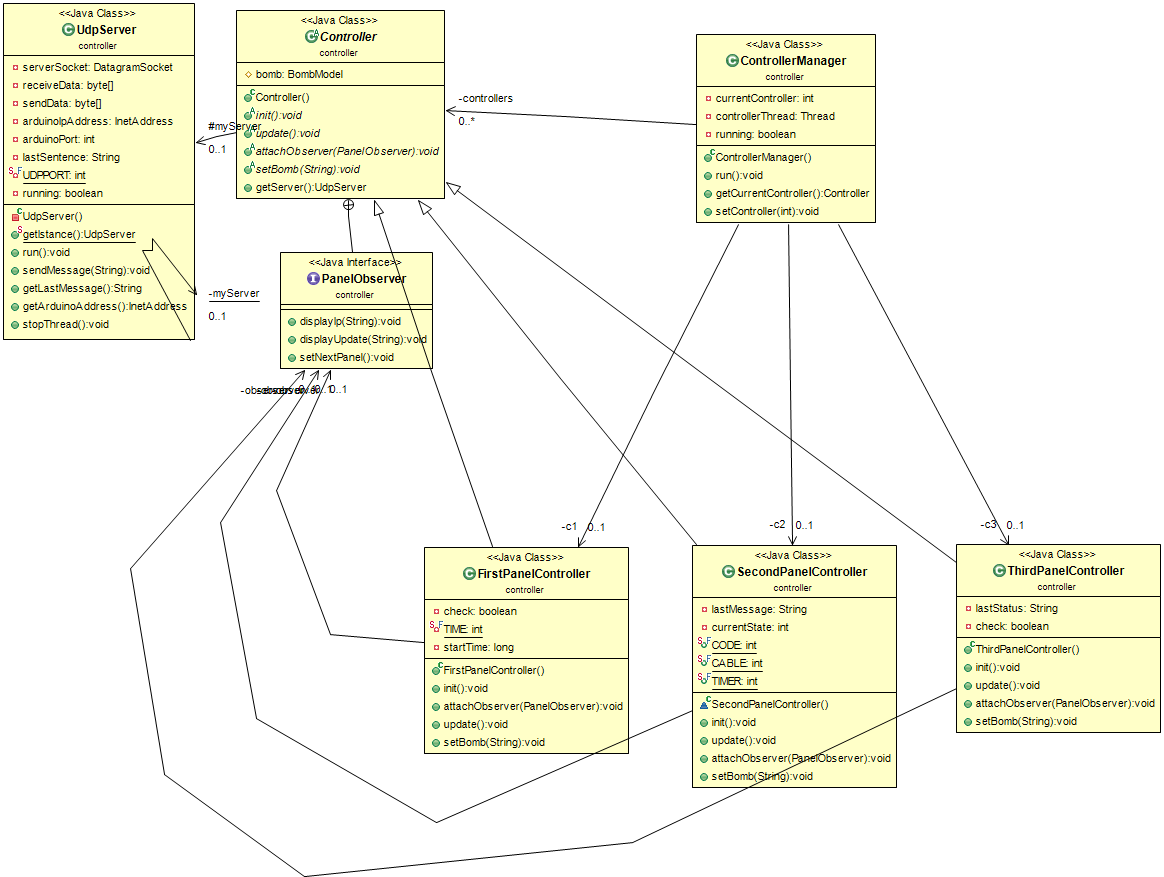 <<Java Class>>
UdpServer
controller
serverSocket: DatagramSocket
receiveData: byte[]
sendData: byte[]
arduinoIpAddress: InetAddress
arduinoPort: int
lastSentence: String
UDPPORT: int
running: boolean
UdpServer()
getIstance():UdpServer
run():void
sendMessage(String):void
getLastMessage():String
getArduinoAddress():InetAddress
stopThread():void
-myServer
0..1
#myServer
0..1
<<Java Class>>
Controller
controller
bomb: BombModel
Controller()
init():void
update():void
attachObserver(PanelObserver):void
setBomb(String):void
getServer():UdpServer
-controllers
0..*
<<Java Class>>
ControllerManager
controller
currentController: int
controllerThread: Thread
running: boolean
ControllerManager()
run():void
getCurrentController():Controller
setController(int):void
<<Java Interface>>
PanelObserver
controller
displayIp(String):void
displayUpdate(String):void
setNextPanel():void
0..1
-c1 0..1
-c2 0..1
-c3 0..1
<<Java Class>>
FirstPanelController
controller
check: boolean
TIME: int
startTime: long
FirstPanelController()
init():void
attachObserver(PanelObserver):void
update():void
setBomb(String):void
<<Java Class>>
SecondPanelController
controller
lastMessage: String
currentState: int
CODE: int
CABLE: int
TIMER: int
SecondPanelController()
init():void
update():void
attachObserver(PanelObserver):void
setBomb(String):void
<<Java Class>>
ThirdPanelController
controller
lastStatus: String
check: boolean
ThirdPanelController()
init():void
update():void
attachObserver(PanelObserver):void
setBomb(String):void